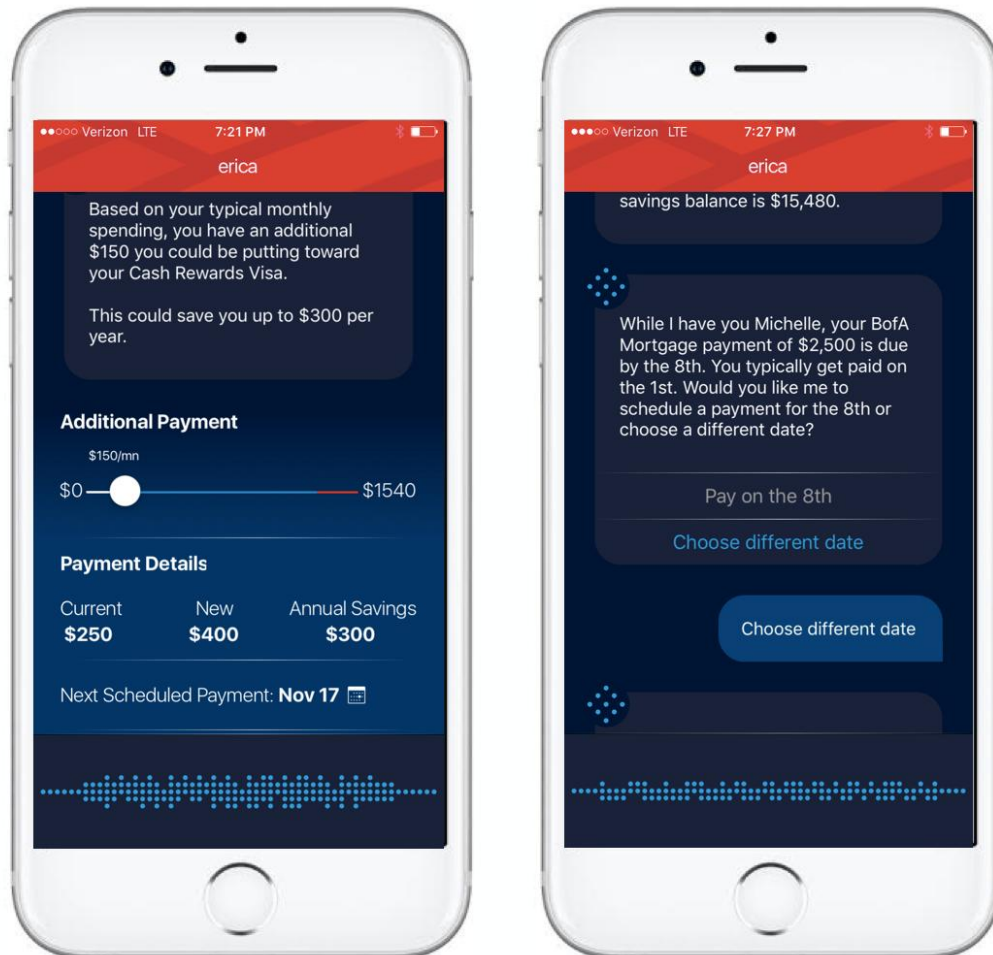 Verizon LTE 7:21 PM
erica
Based on your typical monthly
spending, you have an additional
$150 you could be putting toward
your Cash Rewards Visa.
This could save you up to $300 per
year.
Additional Payment
$150/mn
$0 $1540
Payment Details
Current New Annual Savings
$250 $400 $300
Next Scheduled Payment: Nov 17
Verizon LTE 7:27 PM
erica
savings balance is $15,480.
While I have you Michelle, your BofA
Mortgage payment of $2,500 is due
by the 8th. You typically get paid on
the 1st. Would you like me to
schedule a payment for the 8th or
choose a different date?
Pay on the 8th
Choose different date
Choose different date